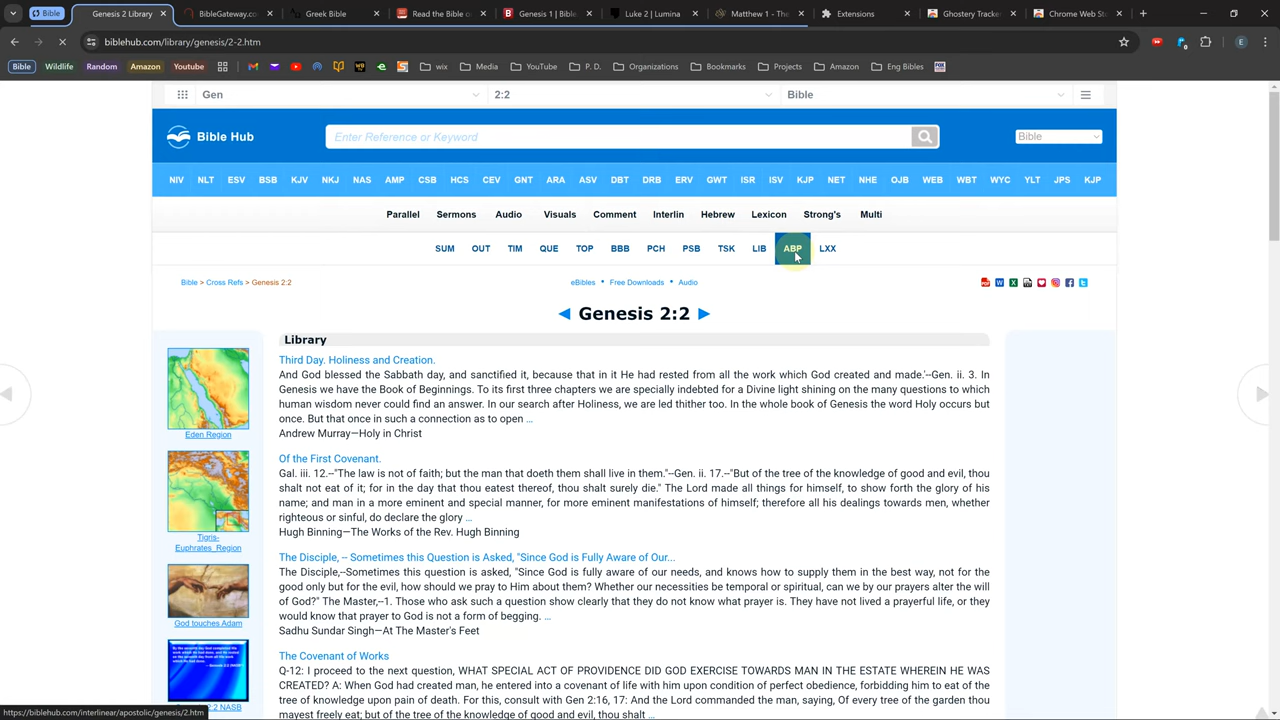 Bible
Genesis 2 Library
BibleGateway.co
Greek Bible
Read the Bible
Genesis 1 | Bible
Luke 2 | Lumina
The
Extensions
Ghostery Tracke
Chrome Web St
biblehub.com/library/genesis/2-2.htm
Bible Wildlife Random Amazon Youtube wix Media YouTube P. D. Organizations Bookmarks Projects Amazon Eng Bibles
Gen 2:2 Bible
Bible Hub Enter Reference or Keyword Bible
NIV NLT ESV BSB KJV NKJ NAS AMP CSB HCS CEV GNT ARA ASV DBT DRB ERV GWT ISR ISV KJP NET NHE OJB WEB WBT WYC YLT JPS KJP
Parallel Sermons Audio Visuals Comment Interlin Hebrew Lexicon Strong's Multi
SUM OUT TIM QUE TOP BBB PCH PSB TSK LIB ABP LXX
Bible > Cross Refs > Genesis 2:2
eBibles • Free Downloads • Audio
◄ Genesis 2:2 ►
Library
Third Day. Holiness and Creation.
And God blessed the Sabbath day, and sanctified it, because that in it He had rested from all the work which God created and made.'--Gen. ii. 3. In
Genesis we have the Book of Beginnings. To its first three chapters we are specially indebted for a Divine light shining on the many questions to which
human wisdom never could find an answer. In our search after Holiness, we are led thither too. In the whole book of Genesis the word Holy occurs but
once. But that once in such a connection as to open ...
Andrew Murray—Holy in Christ
Of the First Covenant.
Gal. iii. 12.--"The law is not of faith; but the man that doeth them shall live in them."--Gen. ii. 17.--"But of the tree of the knowledge of good and evil, thou
shalt not eat of it; for in the day that thou eatest thereof, thou shalt surely die." The Lord made all things for himself, to show forth the glory of his
name; and man in a more eminent and special manner, for more eminent manifestations of himself; therefore all his dealings towards men, whether
righteous or sinful, do declare the glory ...
Hugh Binning—The Works of the Rev. Hugh Binning
The Disciple, -- Sometimes this Question is Asked, "Since God is Fully Aware of Our...
The Disciple,--Sometimes this question is asked, "Since God is fully aware of our needs, and knows how to supply them in the best way, not for the
good only but for the evil, how should we pray to Him about them? Whether our necessities be temporal or spiritual, can we by our prayers alter the will
of God?" The Master,--1. Those who ask such a question show clearly that they do not know what prayer is. They have not lived a prayerful life, or they
would know that prayer to God is not a form of begging. ...
Sadhu Sundar Singh—At The Master's Feet
The Covenant of Works
Q-12: I proceed to the next question, WHAT SPECIAL ACT OF PROVIDENCE DID GOD EXERCISE TOWARDS MAN IN THE ESTATE WHEREIN HE WAS
CREATED? A: When God had created man, he entered into a covenant of life with him upon condition of perfect obedience, forbidding him to eat of the
tree of knowledge upon pain of death. For this, consult with Gen 2:16, 17: And the Lord commanded the man, saying, Of every tree of the garden thou
mayest freely eat; but of the tree of the knowledge of good and evil, thou shalt ...
Eden Region
Tigris-
Euphrates_Region
God touches Adam
2.2 NASB
https://biblehub.com/interlinear/apostolic/genesis/2.htm